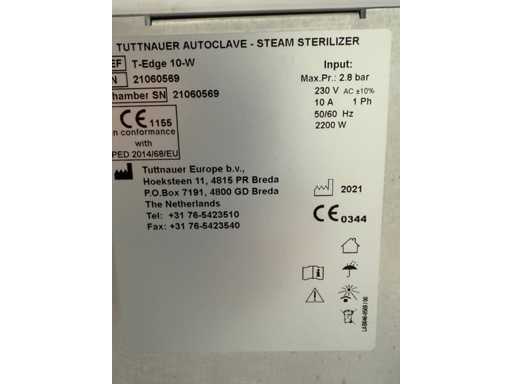 TUTTNAUER AUTOCLAVE - STEAM STERILIZER
EF T-Edge 10-W
N 21060569
hamber SN 21060569
CE 1155
n conformance
with
PED 2014/68/EU
Input:
Max.Pr.: 2.8 bar
230 V AC ±10%
10 A 1 Ph
50/60 Hz
2200 W
Tuttnauer Europe b.v.,
Hoeksteen 11, 4815 PR Breda
P.O.Box 7191, 4800 GD Breda
The Netherlands
Tel: +31 76-5423510
Fax: +31 76-5423540
2021
CE 0344